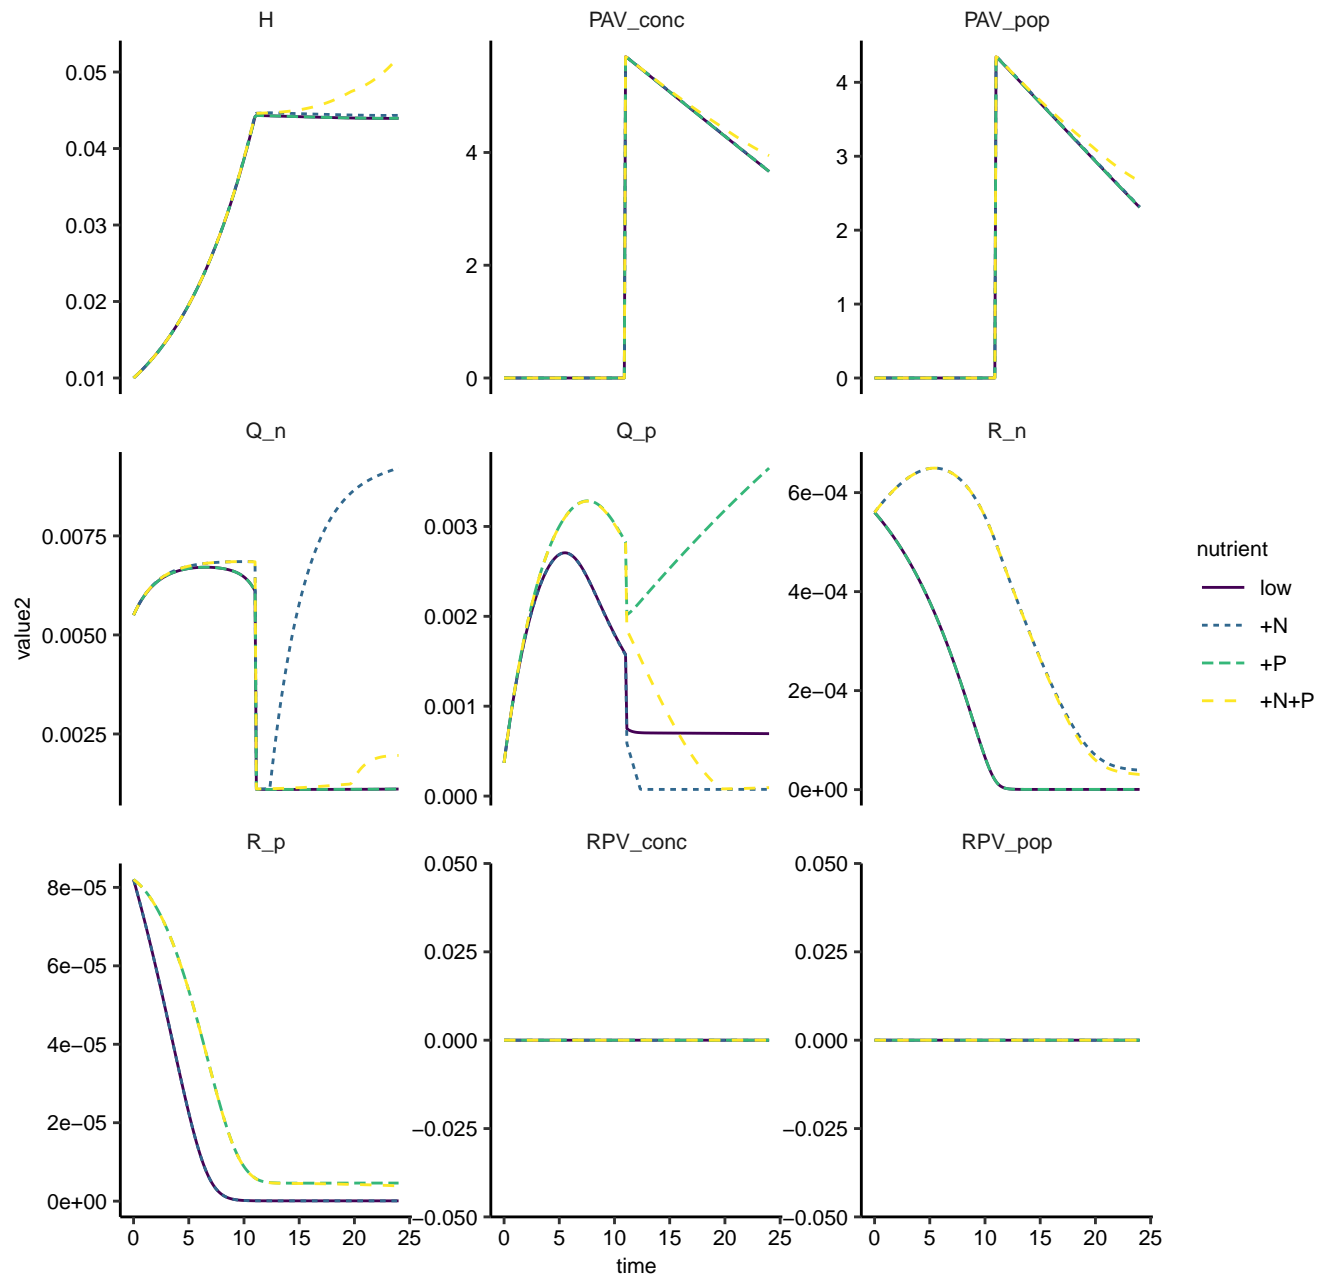 H
PAV_conc
PAV_pop
0.05
0.04
0.03
0.02
0.01
4
2
0
4
3
2
1
0
Q_n
Q_p
R_n
value2
0.0075
0.0050
0.0025
0.003
0.002
0.001
0.000
6e−04
4e−04
2e−04
0e+00
nutrient
low
+N
+P
+N+P
R_p
RPV_conc
RPV_pop
8e−05
6e−05
4e−05
2e−05
0e+00
0.050
0.025
0.000
−0.025
−0.050
0.050
0.025
0.000
−0.025
−0.050
0 5 10 15 20 25
0 5 10 15 20 25
0 5 10 15 20 25
time